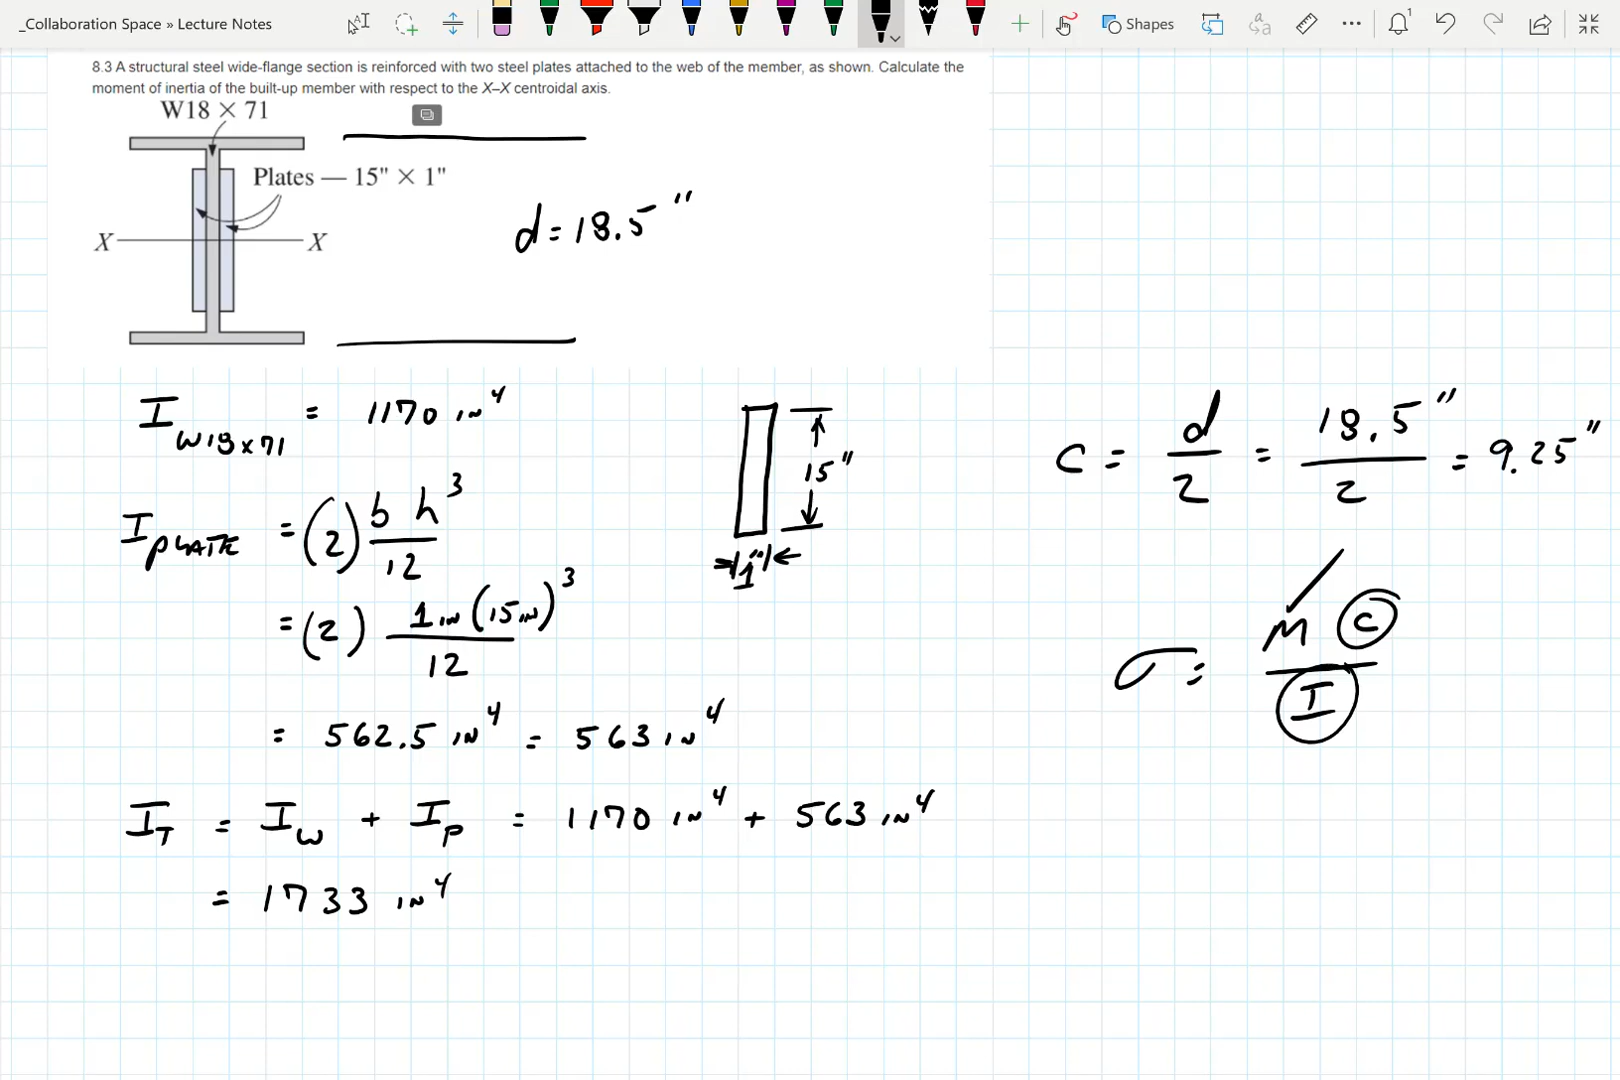 _Collaboration Space » Lecture Notes
Shapes
8.3 A structural steel wide-flange section is reinforced with two steel plates attached to the web of the member, as shown. Calculate the
moment of inertia of the built-up member with respect to the X–X centroidal axis.
W18 × 71
Plates — 15" × 1"
X X
d = 18.5"
I W18x71 = 1170 in⁴
I PLATE = (2) b h³ / 12
= (2) 1 in (15 in)³ / 12
= 562.5 in⁴ = 563 in⁴
I_T = I_W + I_P = 1170 in⁴ + 563 in⁴
= 1733 in⁴
15"
1"
C = d / 2 = 18.5" / 2 = 9.25"
σ = M C / I